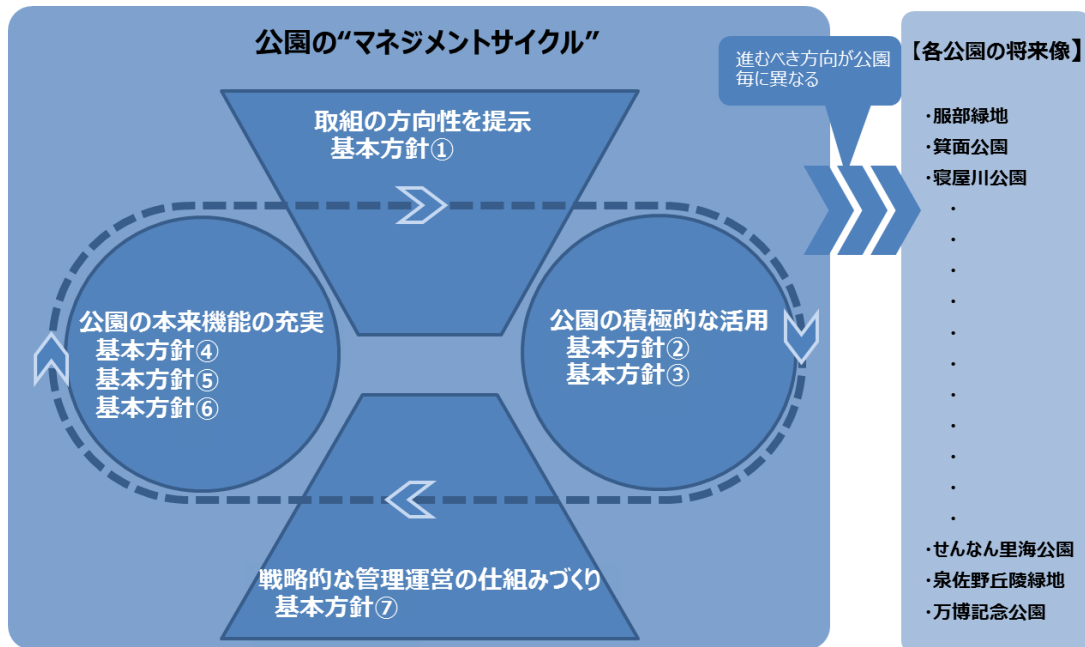 公園の“マネジメントサイクル”
取組の方向性を提示
基本方針①
公園の本来機能の充実
基本方針④
基本方針⑤
基本方針⑥
公園の積極的な活用
基本方針②
基本方針③
戦略的な管理運営の仕組みづくり
基本方針⑦
進むべき方向が公園
毎に異なる
【各公園の将来像】
・服部緑地
・箕面公園
・寝屋川公園
・
・
・
・
・
・
・
・
・
・
・
・せんなん里海公園
・泉佐野丘陵緑地
・万博記念公園